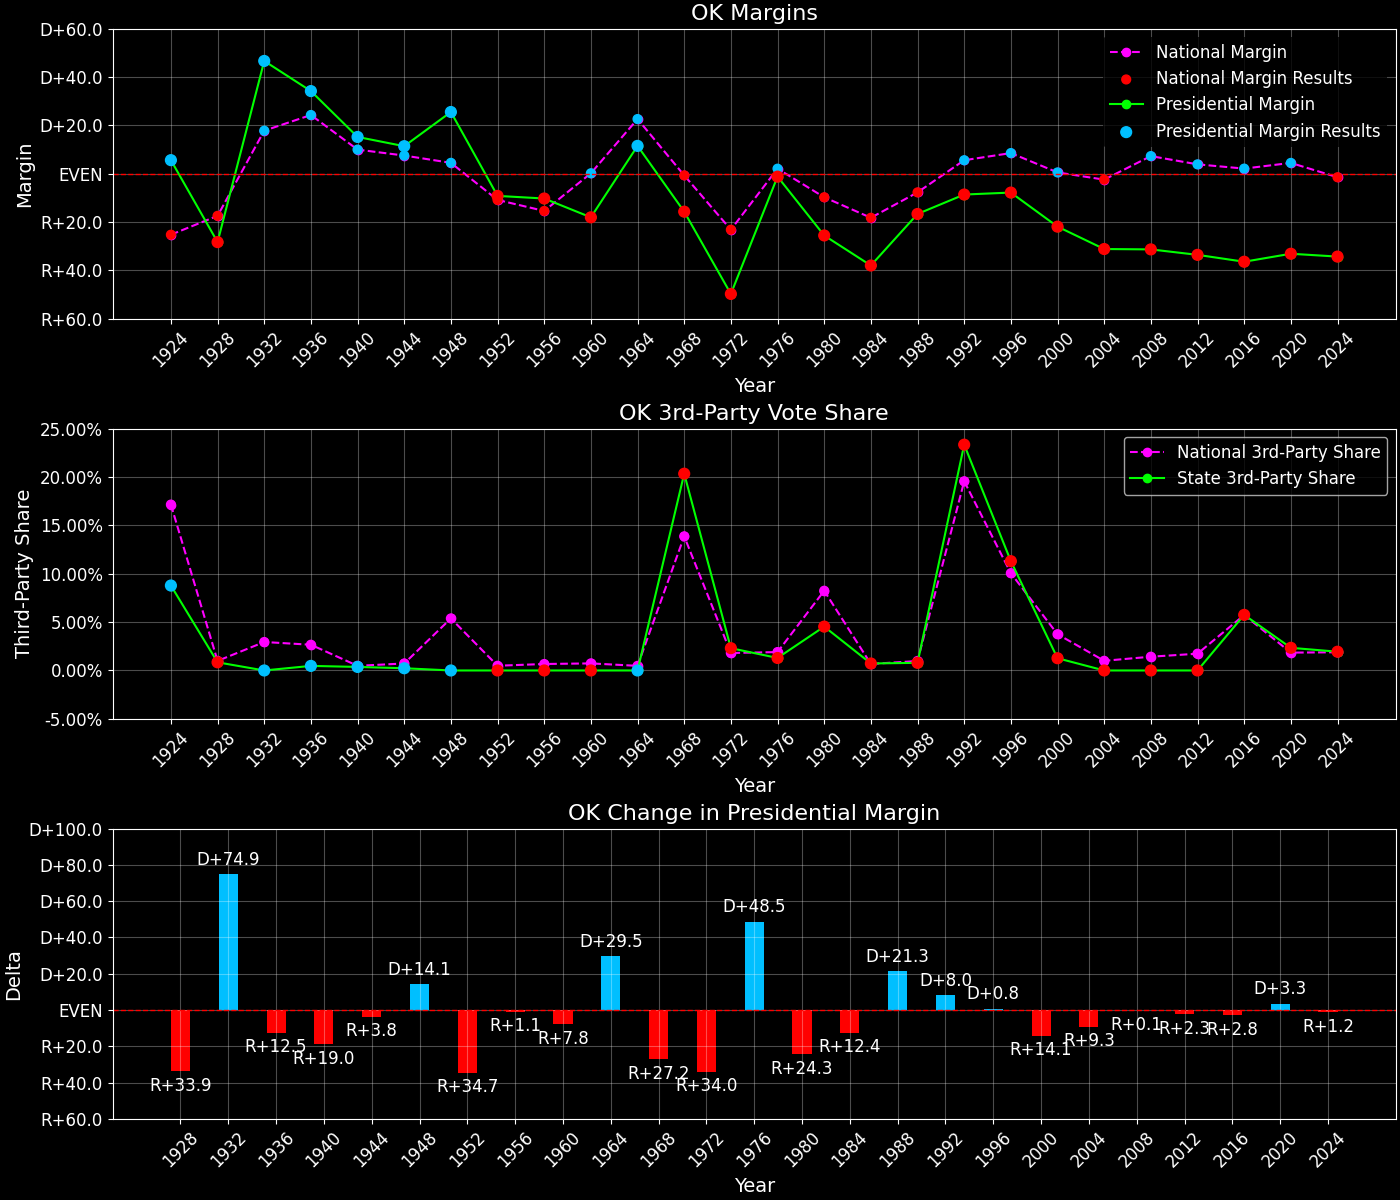 OK Margins
D+60.0
D+40.0
D+20.0
EVEN
R+20.0
R+40.0
R+60.0
Margin
National Margin
National Margin Results
Presidential Margin
Presidential Margin Results
1924 1928 1932 1936 1940 1944 1948 1952 1956 1960 1964 1968 1972 1976 1980 1984 1988 1992 1996 2000 2004 2008 2012 2016 2020 2024
Year
OK 3rd-Party Vote Share
25.00%
20.00%
15.00%
10.00%
5.00%
0.00%
-5.00%
Third-Party Share
National 3rd-Party Share
State 3rd-Party Share
1924 1928 1932 1936 1940 1944 1948 1952 1956 1960 1964 1968 1972 1976 1980 1984 1988 1992 1996 2000 2004 2008 2012 2016 2020 2024
Year
OK Change in Presidential Margin
D+100.0
D+80.0
D+60.0
D+40.0
D+20.0
EVEN
R+20.0
R+40.0
R+60.0
Delta
R+33.9
D+74.9
R+12.5
R+19.0
R+3.8
D+14.1
R+34.7
R+1.1
R+7.8
D+29.5
R+27.2
R+34.0
D+48.5
R+24.3
R+12.4
D+21.3
D+8.0
D+0.8
R+14.1
R+9.3
R+0.1
R+2.3
R+2.8
D+3.3
R+1.2
1928 1932 1936 1940 1944 1948 1952 1956 1960 1964 1968 1972 1976 1980 1984 1988 1992 1996 2000 2004 2008 2012 2016 2020 2024
Year